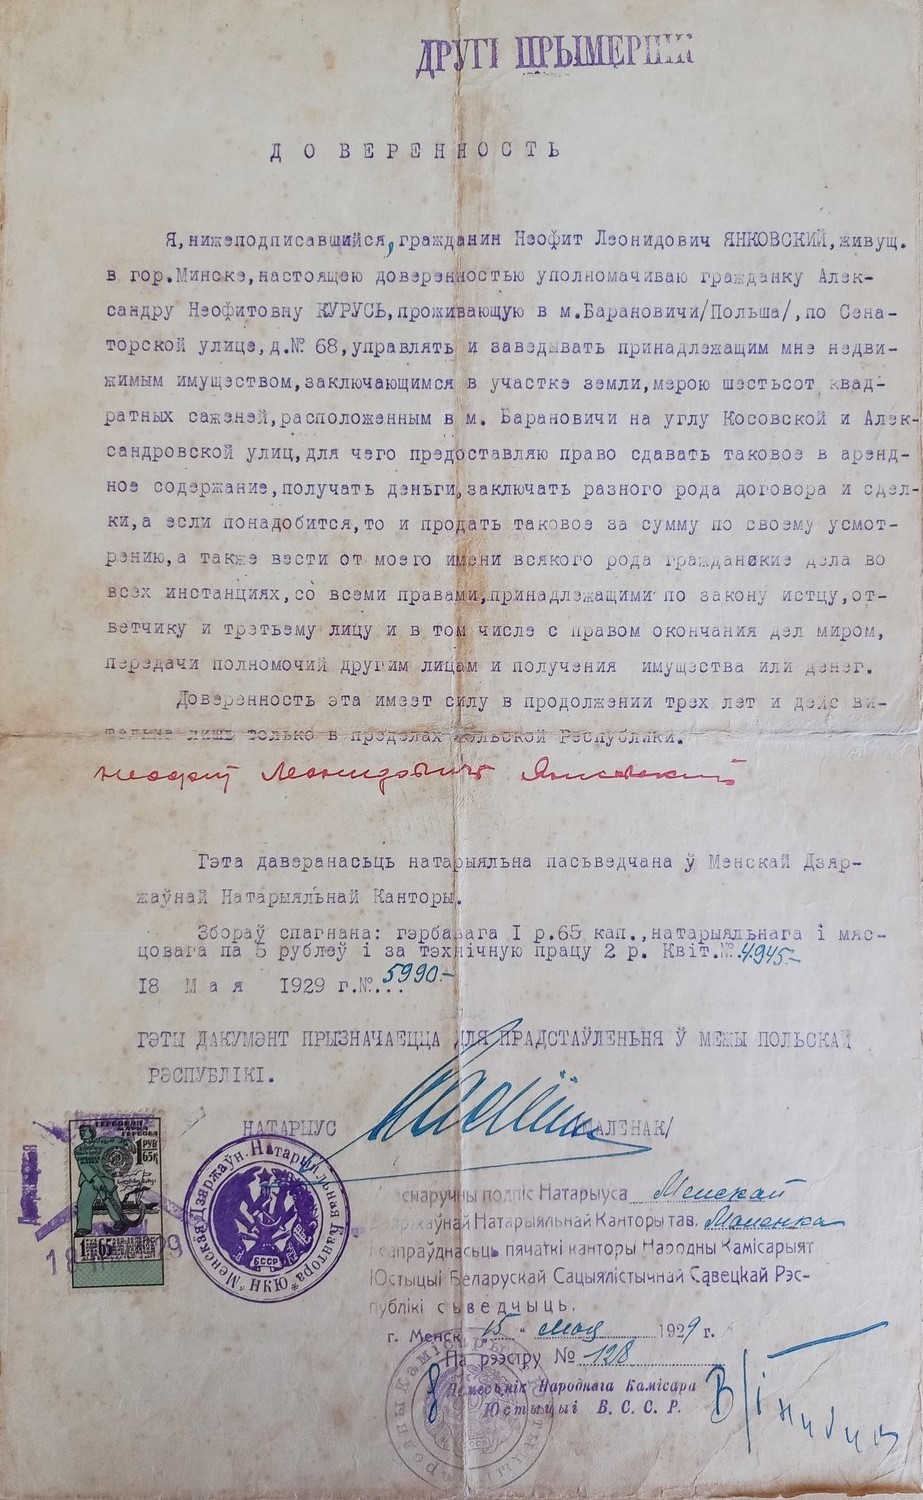 ДРУГІ ПРЫМЕРНІК
ДОВЕРЕННОСТЬ
Я,нижеподписавшийся,гражданин Неофит Леонидович ЯНКОВСКИЙ,живущ.
в гор.Минске,настоящею доверенностью уполномачиваю гражданку Алек-
сандру Неофитовну КУРУСЬ,проживающую в м.Барановичи/Польша/,по Сена-
торской улице,д.№ 68,управлять и заведывать принадлежащим мне недви-
жимым имуществом,заключающимся в участке земли,мерою шестьсот квад-
ратных саженей,расположенным в м. Барановичи на углу Косовской и Алек-
сандровской улиц,для чего предоставляю право сдавать таковое в аренд-
ное содержание,получать деньги,заключать разного рода договора и сдел-
ки,а если понадобится,то и продать таковое за сумму по своему усмот-
рению,а также вести от моего имени всякого рода гражданские дела во
всех инстанциях,со всеми правами,принадлежащими по закону истцу,от-
ветчику и третьему лицу и в том числе с правом окончания дел миром,
передачи полномочий другим лицам и получения имущества или денег.
Доверенность эта имеет силу в продолжении трех лет и действи-
тельна лишь только в пределах Польской Республики.
Неофит Леонидович Янковский
Гэта даверанасьць натарыяльна пасьведчана ў Менскай Дзяр-
жаўнай Натарыяльнай Канторы.
Збораў спагнана: гэрбавага I р.65 кап.,натарыяльнага і мяс-
цовага па 5 рублеў і за тэхнічную працу 2 р. Квіт.№ 4945-
18 Мая 1929 г.№... 5990.-
ГЭТЫ ДАКУМЭНТ ПРЫЗНАЧАЕЦЦА ДЛЯ ПРАДСТАЎЛЕНЬНЯ Ў МЕЖЫ ПОЛЬСКАЙ
РЭСПУБЛІКІ.
НАТАРЫУС /МАЛЕНАК/
1 РУБ 65 К
Менская Дзяржаўн. Натарыяльная Кантора НКЮ
БССР
Уласнаручны подпіс Натарыуса Менскай
Дзяржаўнай Натарыяльнай Канторы тав. Маленка
і сапраўднасьць пячаткі канторы Народны Камісарыят
Юстыцыі Беларускай Сацыялістычнай Савецкай Рэс-
публікі сьведчыць.
г. Менск, "15" мая 1929 г.
Па рээстру № 128
Намесьнік Народнага Камісара
Юстыцыі В.С.С.Р.